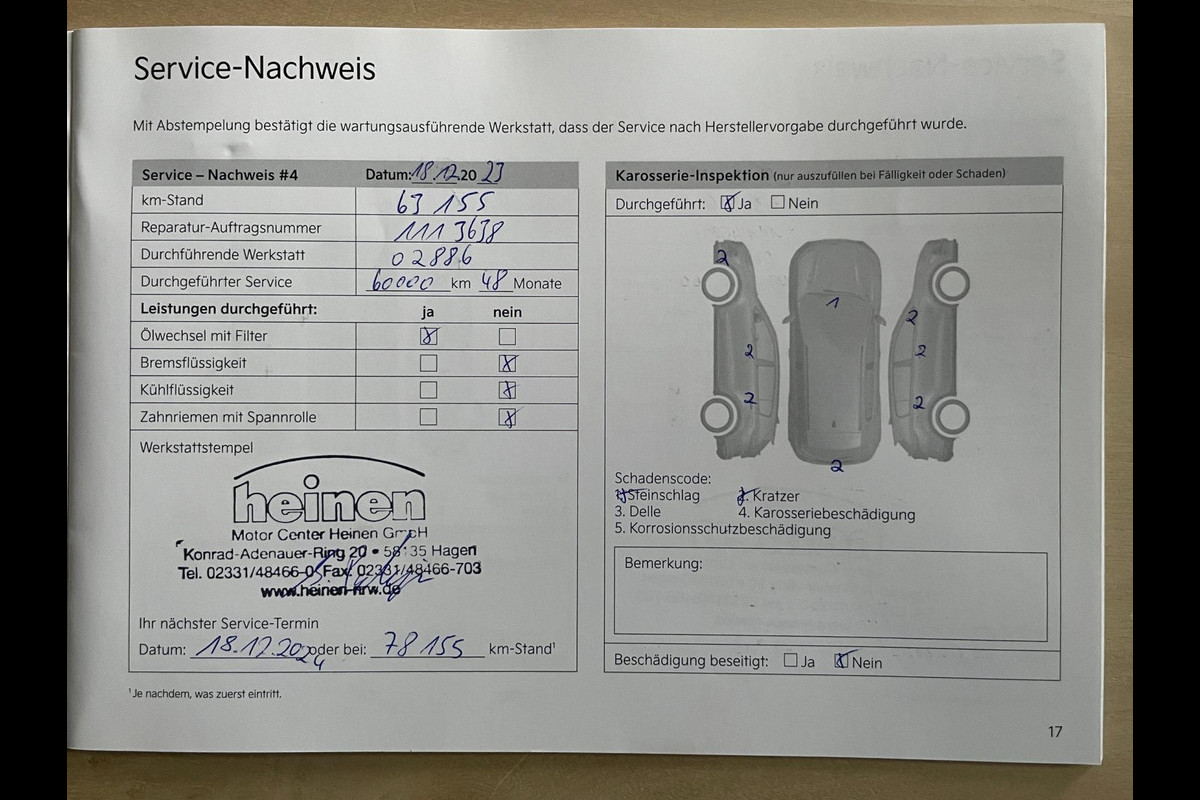 Service-Nachweis
Mit Abstempelung bestätigt die wartungsausführende Werkstatt, dass der Service nach Herstellervorgabe durchgeführt wurde.
Service – Nachweis #4 Datum: 18.12.20 23
km-Stand 63 155
Reparatur-Auftragsnummer 111 3638
Durchführende Werkstatt 02886
Durchgeführter Service 60000 km 48 Monate
Leistungen durchgeführt: ja nein
Ölwechsel mit Filter
Bremsflüssigkeit
Kühlflüssigkeit
Zahnriemen mit Spannrolle
Werkstattstempel
heinen
Motor Center Heinen GmbH
Konrad-Adenauer-Ring 20 • 58135 Hagen
Tel. 02331/48466-0 Fax. 02331/48466-703
www.heinen-nrw.de
Ihr nächster Service-Termin
Datum: 18.12.2024 oder bei: 78 155 km-Stand¹
¹Je nachdem, was zuerst eintritt.
Karosserie-Inspektion (nur auszufüllen bei Fälligkeit oder Schaden)
Durchgeführt: Ja Nein
2
1
2
2 2
2 2
2
Schadenscode:
1. Steinschlag 2. Kratzer
3. Delle 4. Karosseriebeschädigung
5. Korrosionsschutzbeschädigung
Bemerkung:
Beschädigung beseitigt: Ja Nein
17